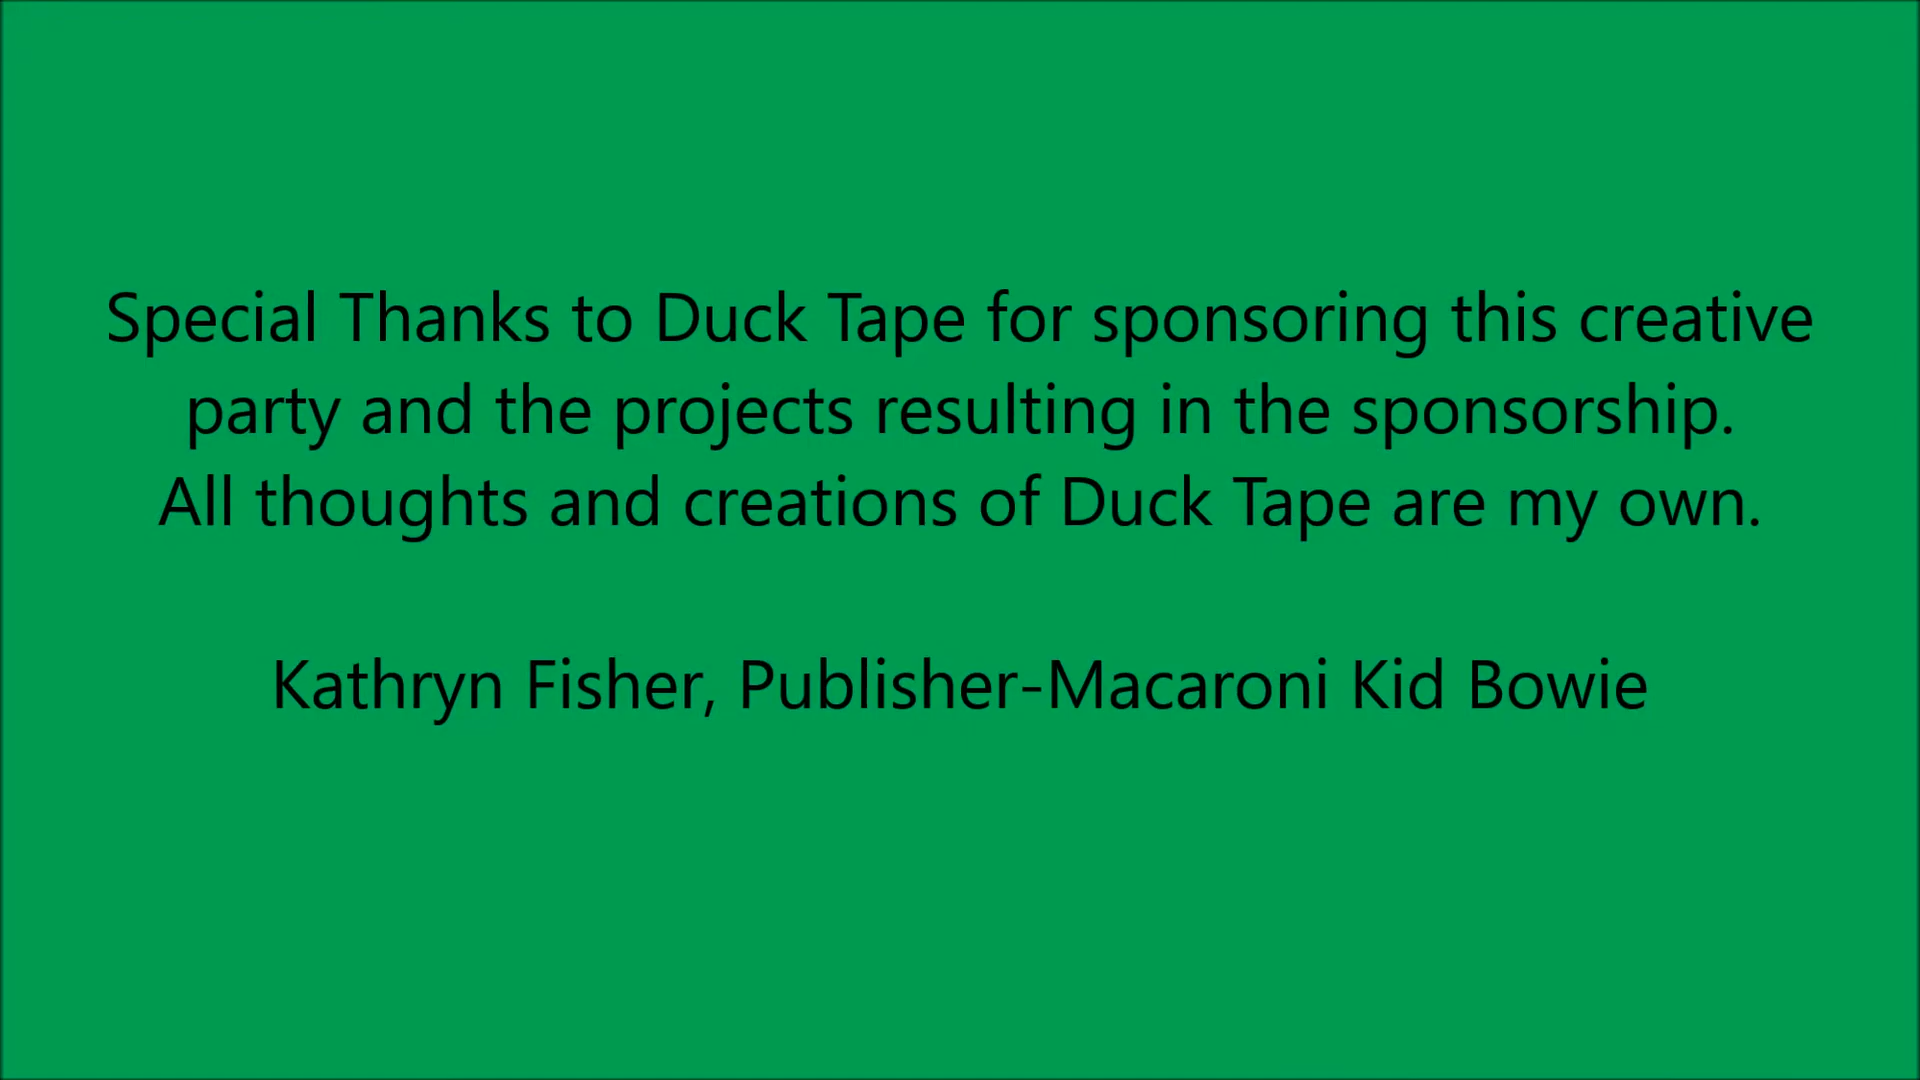 Special Thanks to Duck Tape for sponsoring this creative
party and the projects resulting in the sponsorship.
All thoughts and creations of Duck Tape are my own.
Kathryn Fisher, Publisher-Macaroni Kid Bowie